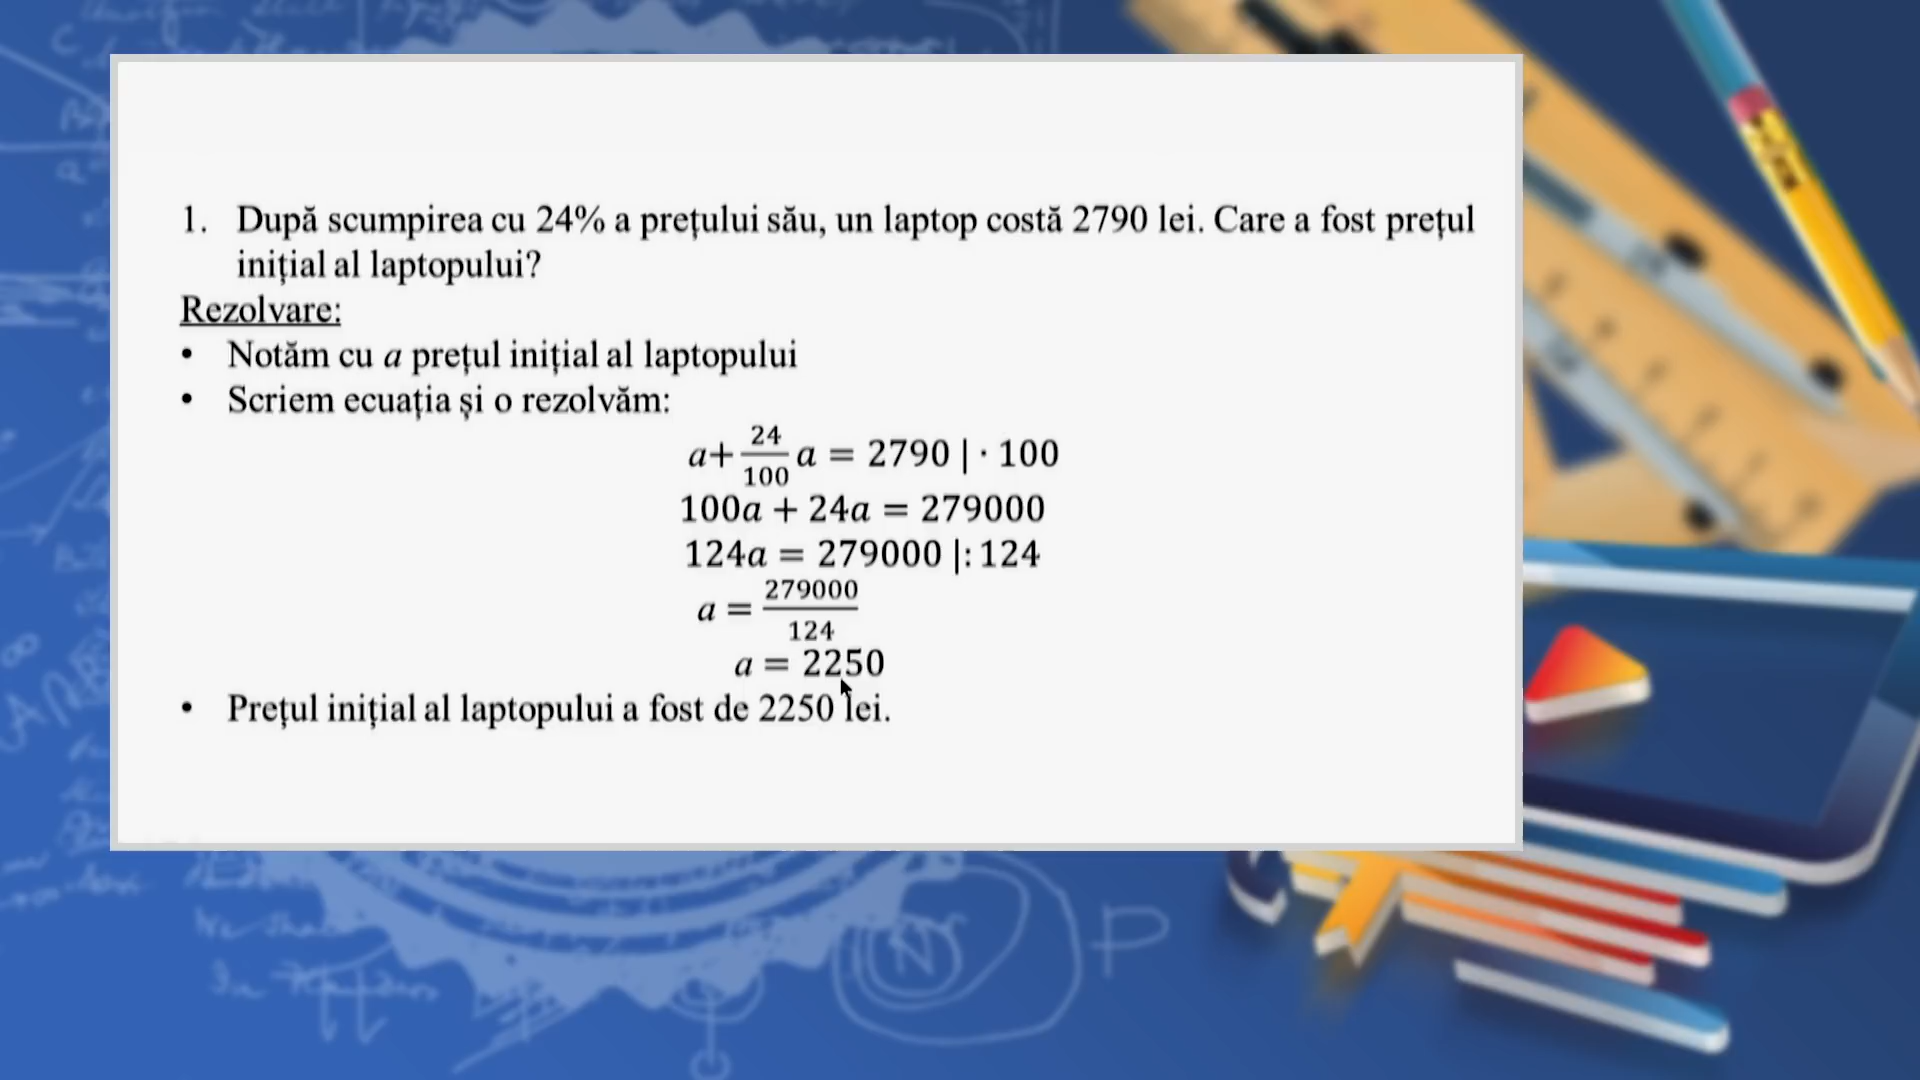 1. După scumpirea cu 24% a prețului său, un laptop costă 2790 lei. Care a fost prețul
inițial al laptopului?
Rezolvare:
• Notăm cu a prețul inițial al laptopului
• Scriem ecuația și o rezolvăm:
a+\frac{24}{100} a = 2790 | · 100
100a + 24a = 279000
124a = 279000 |: 124
a = \frac{279000}{124}
a = 2250
• Prețul inițial al laptopului a fost de 2250 lei.
N
P